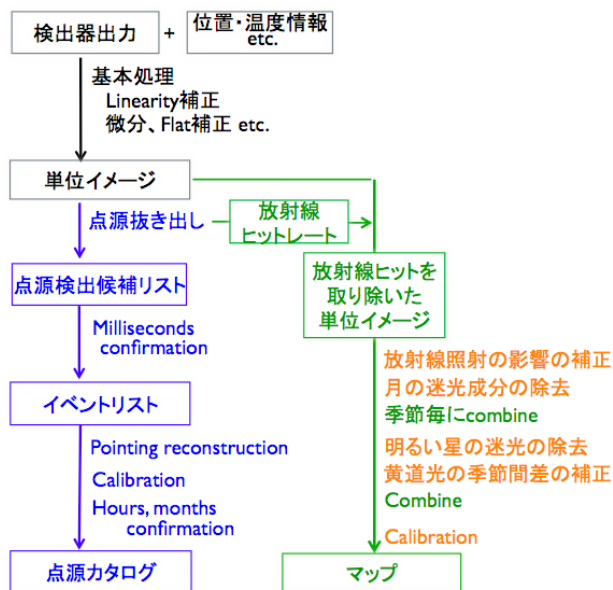 検出器出力 + 位置・温度情報
etc.
基本処理
Linearity補正
微分、Flat補正 etc.
単位イメージ
点源抜き出し
放射線
ヒットレート
点源検出候補リスト
放射線ヒットを
取り除いた
単位イメージ
Milliseconds
confirmation
イベントリスト
Pointing reconstruction
Calibration
Hours, months
confirmation
点源カタログ
放射線照射の影響の補正
月の迷光成分の除去
季節毎にcombine
明るい星の迷光の除去
黄道光の季節間差の補正
Combine
Calibration
マップ